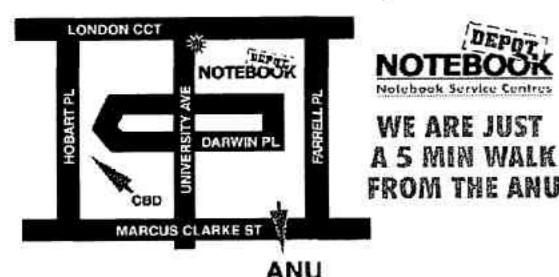 LONDON CCT
DEPOT
NOTEBOOK
HOBART PL
UNIVERSITY AVE
FARRELL PL
DARWIN PL
CBD
MARCUS CLARKE ST
ANU
DEPOT
NOTEBOOK
Notebook Service Centres
WE ARE JUST
A 5 MIN WALK
FROM THE ANU